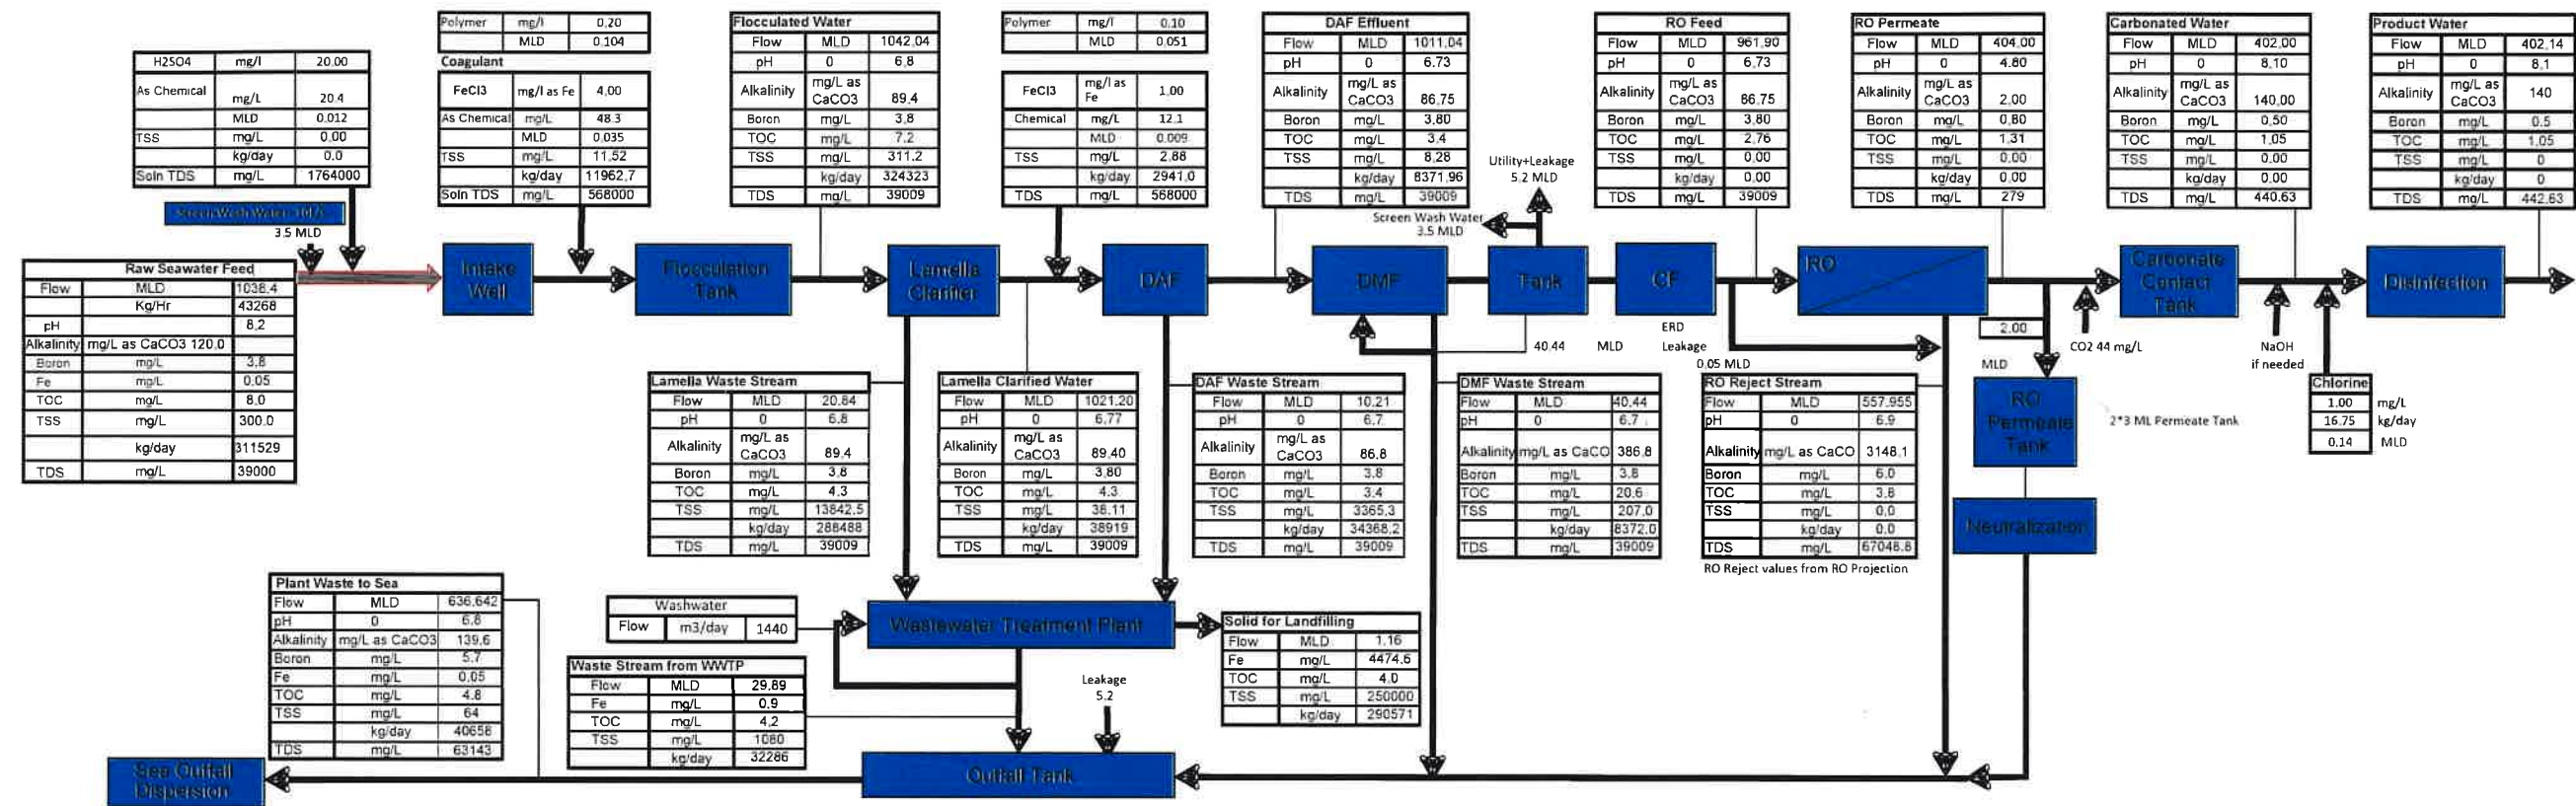 Polymer mg/l 0.20
MLD 0.104
Coagulant
FeCl3 mg/l as Fe 4.00
As Chemical mg/L 48.3
MLD 0.035
TSS mg/L 11.52
kg/day 11962.7
Soln TDS mg/L 568000
H2SO4 mg/l 20.00
As Chemical mg/L 20.4
MLD 0.012
TSS mg/L 0.00
kg/day 0.0
Soln TDS mg/L 1764000
Flocculated Water
Flow MLD 1042.04
pH 0 6.8
Alkalinity mg/L as CaCO3 89.4
Boron mg/L 3.8
TOC mg/L 7.2
TSS mg/L 311.2
kg/day 324323
TDS mg/L 39009
Polymer mg/l 0.10
MLD 0.051
FeCl3 mg/l as Fe 1.00
Chemical mg/L 12.1
MLD 0.009
TSS mg/L 2.88
kg/day 2941.0
TDS mg/L 568000
DAF Effluent
Flow MLD 1011.04
pH 0 6.73
Alkalinity mg/L as CaCO3 86.75
Boron mg/L 3.80
TOC mg/L 3.4
TSS mg/L 8.28
kg/day 8371.96
TDS mg/L 39009
Utility+Leakage
5.2 MLD
Screen Wash Water
3.5 MLD
RO Feed
Flow MLD 961.90
pH 0 6.73
Alkalinity mg/L as CaCO3 86.75
Boron mg/L 3.80
TOC mg/L 2.76
TSS mg/L 0.00
kg/day 0.00
TDS mg/L 39009
RO Permeate
Flow MLD 404.00
pH 0 4.80
Alkalinity mg/L as CaCO3 2.00
Boron mg/L 0.80
TOC mg/L 1.31
TSS mg/L 0.00
kg/day 0.00
TDS mg/L 279
Carbonated Water
Flow MLD 402.00
pH 0 8.10
Alkalinity mg/L as CaCO3 140.00
Boron mg/L 0.50
TOC mg/L 1.05
TSS mg/L 0.00
kg/day 0.00
TDS mg/L 440.63
Product Water
Flow MLD 402.14
pH 0 8.1
Alkalinity mg/L as CaCO3 140
Boron mg/L 0.5
TOC mg/L 1.05
TSS mg/L 0
kg/day 0
TDS mg/L 442.63
Screen Wash Water
3.5 MLD
Raw Seawater Feed
Flow MLD 1038.4
Kg/Hr 43268
pH 8.2
Alkalinity mg/L as CaCO3 120.0
Boron mg/L 3.8
Fe mg/L 0.05
TOC mg/L 8.0
TSS mg/L 300.0
kg/day 311529
TDS mg/L 39000
Intake Well
Flocculation Tank
Lamella Clarifier
DAF
DMF
Tank
CF
RO
Carbonate Contact Tank
Disinfection
40.44 MLD
ERD
Leakage
0.05 MLD
2.00
MLD
CO2 44 mg/L
NaOH
if needed
Chlorine
1.00 mg/L
16.75 kg/day
0.14 MLD
RO Permeate Tank
2*3 ML Permeate Tank
Neutralization
Lamella Waste Stream
Flow MLD 20.84
pH 0 6.8
Alkalinity mg/L as CaCO3 89.4
Boron mg/L 3.8
TOC mg/L 4.3
TSS mg/L 13842.5
kg/day 288488
TDS mg/L 39009
Lamella Clarified Water
Flow MLD 1021.20
pH 0 6.77
Alkalinity mg/L as CaCO3 89.40
Boron mg/L 3.80
TOC mg/L 4.3
TSS mg/L 38.11
kg/day 38919
TDS mg/L 39009
DAF Waste Stream
Flow MLD 10.21
pH 0 6.7
Alkalinity mg/L as CaCO3 86.8
Boron mg/L 3.8
TOC mg/L 3.4
TSS mg/L 3365.3
kg/day 34368.2
TDS mg/L 39009
DMF Waste Stream
Flow MLD 40.44
pH 0 6.7
Alkalinity mg/L as CaCO 386.8
Boron mg/L 3.8
TOC mg/L 20.6
TSS mg/L 207.0
kg/day 8372.0
TDS mg/L 39009
RO Reject Stream
Flow MLD 557.955
pH 0 6.9
Alkalinity mg/L as CaCO 3148.1
Boron mg/L 6.0
TOC mg/L 3.8
TSS mg/L 0.0
kg/day 0.0
TDS mg/L 67048.8
RO Reject values from RO Projection
Plant Waste to Sea
Flow MLD 636.642
pH 0 6.8
Alkalinity mg/L as CaCO3 139.6
Boron mg/L 5.7
Fe mg/L 0.05
TOC mg/L 4.8
TSS mg/L 64
kg/day 40658
TDS mg/L 63143
Washwater
Flow m3/day 1440
Wastewater Treatment Plant
Solid for Landfilling
Flow MLD 1.16
Fe mg/L 4474.6
TOC mg/L 4.0
TSS mg/L 250000
kg/day 290571
Waste Stream from WWTP
Flow MLD 29.89
Fe mg/L 0.9
TOC mg/L 4.2
TSS mg/L 1080
kg/day 32286
Leakage
5.2
Outfall Tank
Sea Outfall Dispersion